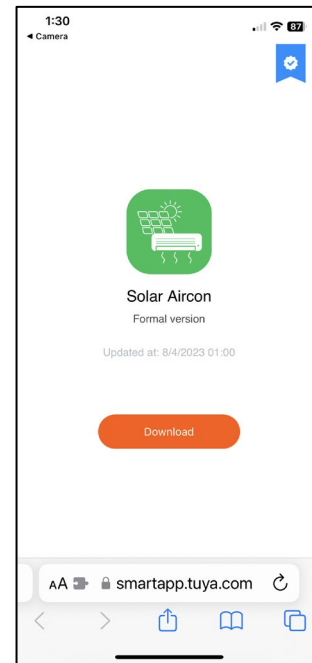 1:30
87
◀ Camera
Solar Aircon
Formal version
Updated at: 8/4/2023 01:00
Download
AA smartapp.tuya.com